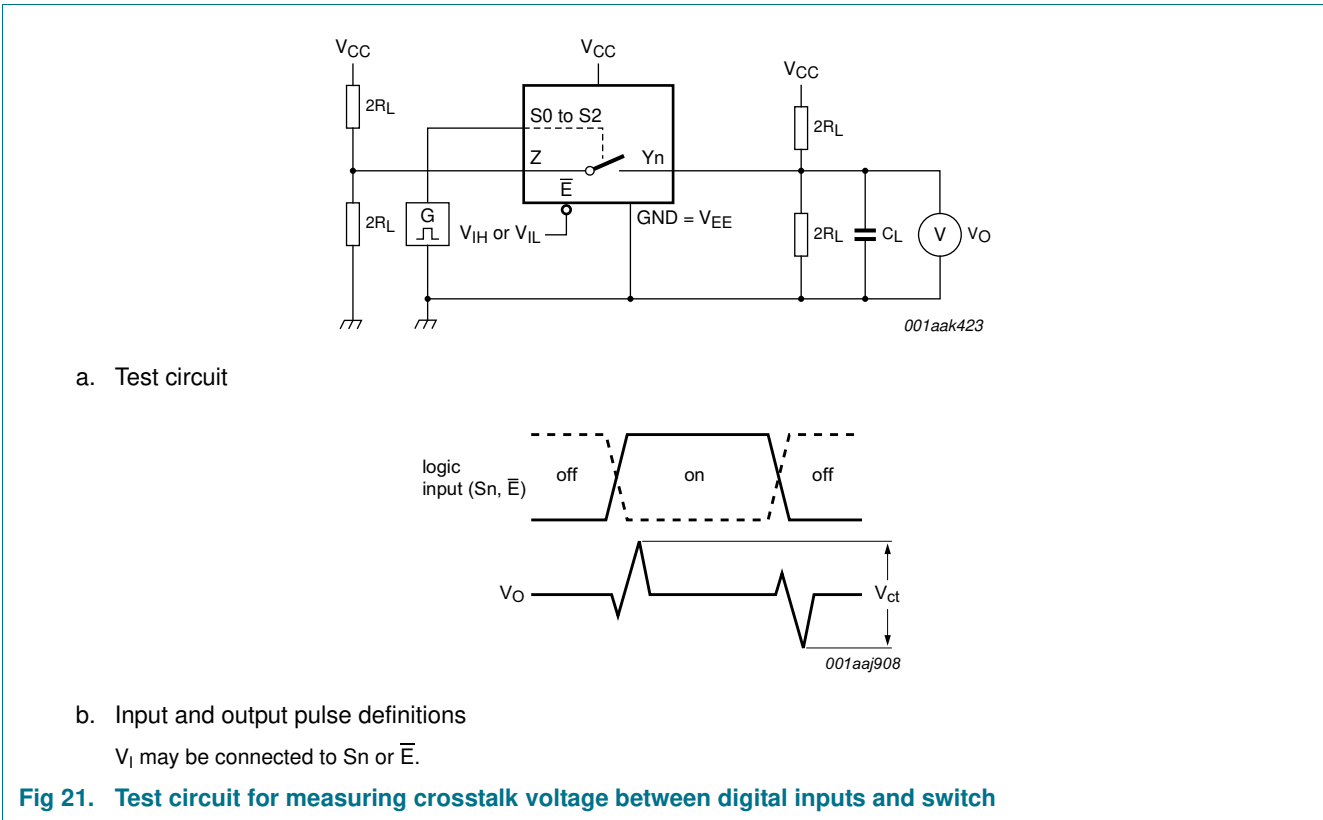 VCC
VCC
VCC
2RL
S0 to S2
2RL
Z
Yn
E̅
2RL
G
VIH or VIL
GND = VEE
2RL
CL
V
VO
001aak423
a. Test circuit
logic
input (Sn, E̅)
off
on
off
VO
Vct
001aaj908
b. Input and output pulse definitions
VI may be connected to Sn or E̅.
Fig 21. Test circuit for measuring crosstalk voltage between digital inputs and switch